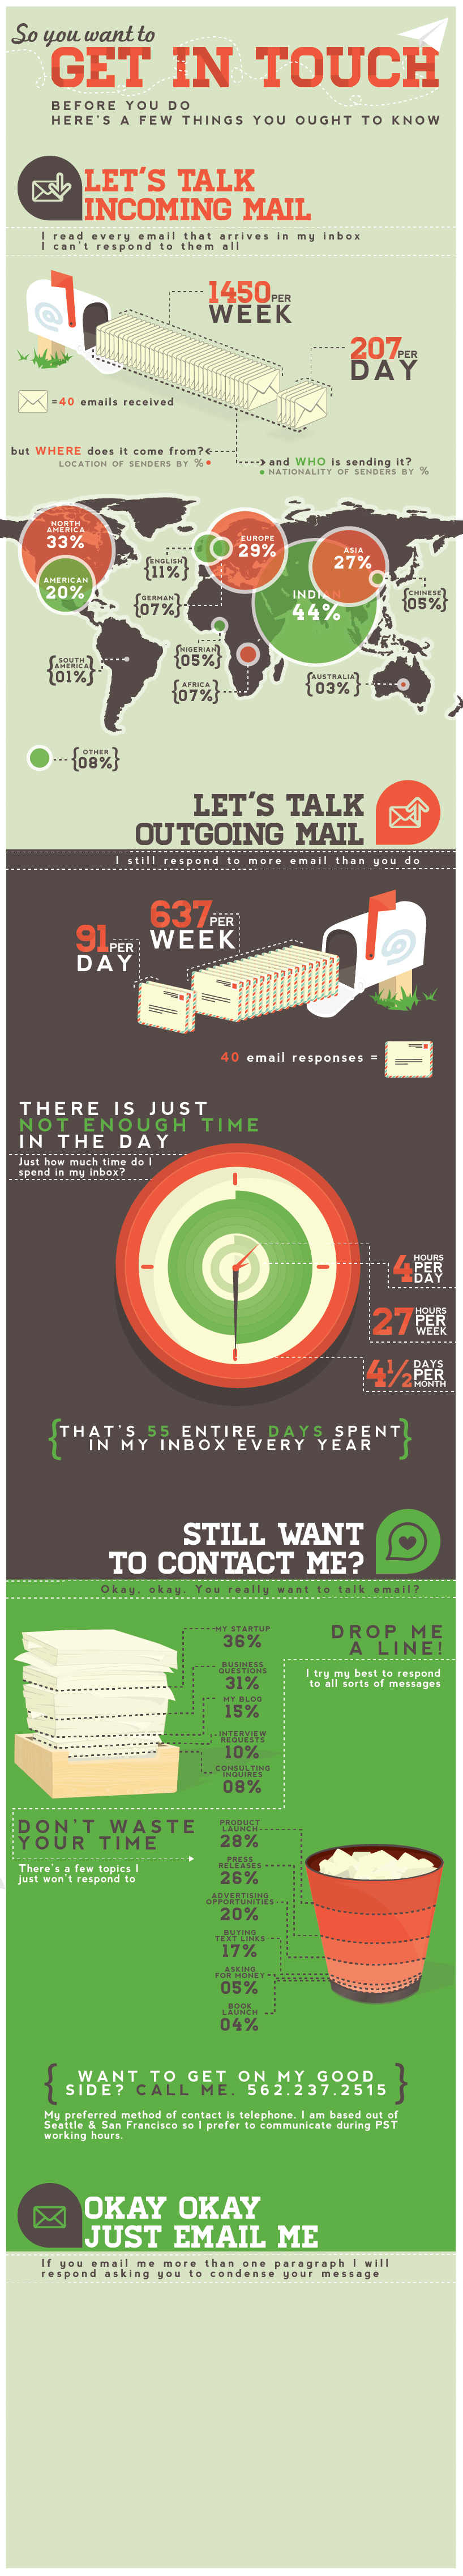 So you want to
GET IN TOUCH
BEFORE YOU DO
HERE'S A FEW THINGS YOU OUGHT TO KNOW
LET'S TALK
INCOMING MAIL
I read every email that arrives in my inbox
I can't respond to them all
1450 PER
WEEK
207 PER
DAY
=40 emails received
but WHERE does it come from?
LOCATION OF SENDERS BY %
and WHO is sending it?
NATIONALITY OF SENDERS BY %
NORTH
AMERICA
33%
AMERICAN
20%
ENGLISH
11%
EUROPE
29%
ASIA
27%
INDIAN
44%
GERMAN
07%
CHINESE
05%
NIGERIAN
05%
SOUTH
AMERICA
01%
AFRICA
07%
AUSTRALIA
03%
OTHER
08%
LET'S TALK
OUTGOING MAIL
I still respond to more email than you do
637 PER
WEEK
91 PER
DAY
40 email responses =
THERE IS JUST
NOT ENOUGH TIME
IN THE DAY
Just how much time do I
spend in my inbox?
4 HOURS
PER
DAY
27 HOURS
PER
WEEK
4½ DAYS
PER
MONTH
{THAT'S 55 ENTIRE DAYS SPENT
IN MY INBOX EVERY YEAR}
STILL WANT
TO CONTACT ME?
Okay, okay. You really want to talk email?
MY STARTUP
36%
BUSINESS
QUESTIONS
31%
MY BLOG
15%
INTERVIEW
REQUESTS
10%
CONSULTING
INQUIRES
08%
DROP ME
A LINE!
I try my best to respond
to all sorts of messages
DON'T WASTE
YOUR TIME
There's a few topics I
just won't respond to
PRODUCT
LAUNCH
28%
PRESS
RELEASES
26%
ADVERTISING
OPPORTUNITIES
20%
BUYING
TEXT LINKS
17%
ASKING
FOR MONEY
05%
BOOK
LAUNCH
04%
{WANT TO GET ON MY GOOD
SIDE? CALL ME. 562.237.2515}
My preferred method of contact is telephone. I am based out of
Seattle & San Francisco so I prefer to communicate during PST
working hours.
OKAY OKAY
JUST EMAIL ME
If you email me more than one paragraph I will
respond asking you to condense your message